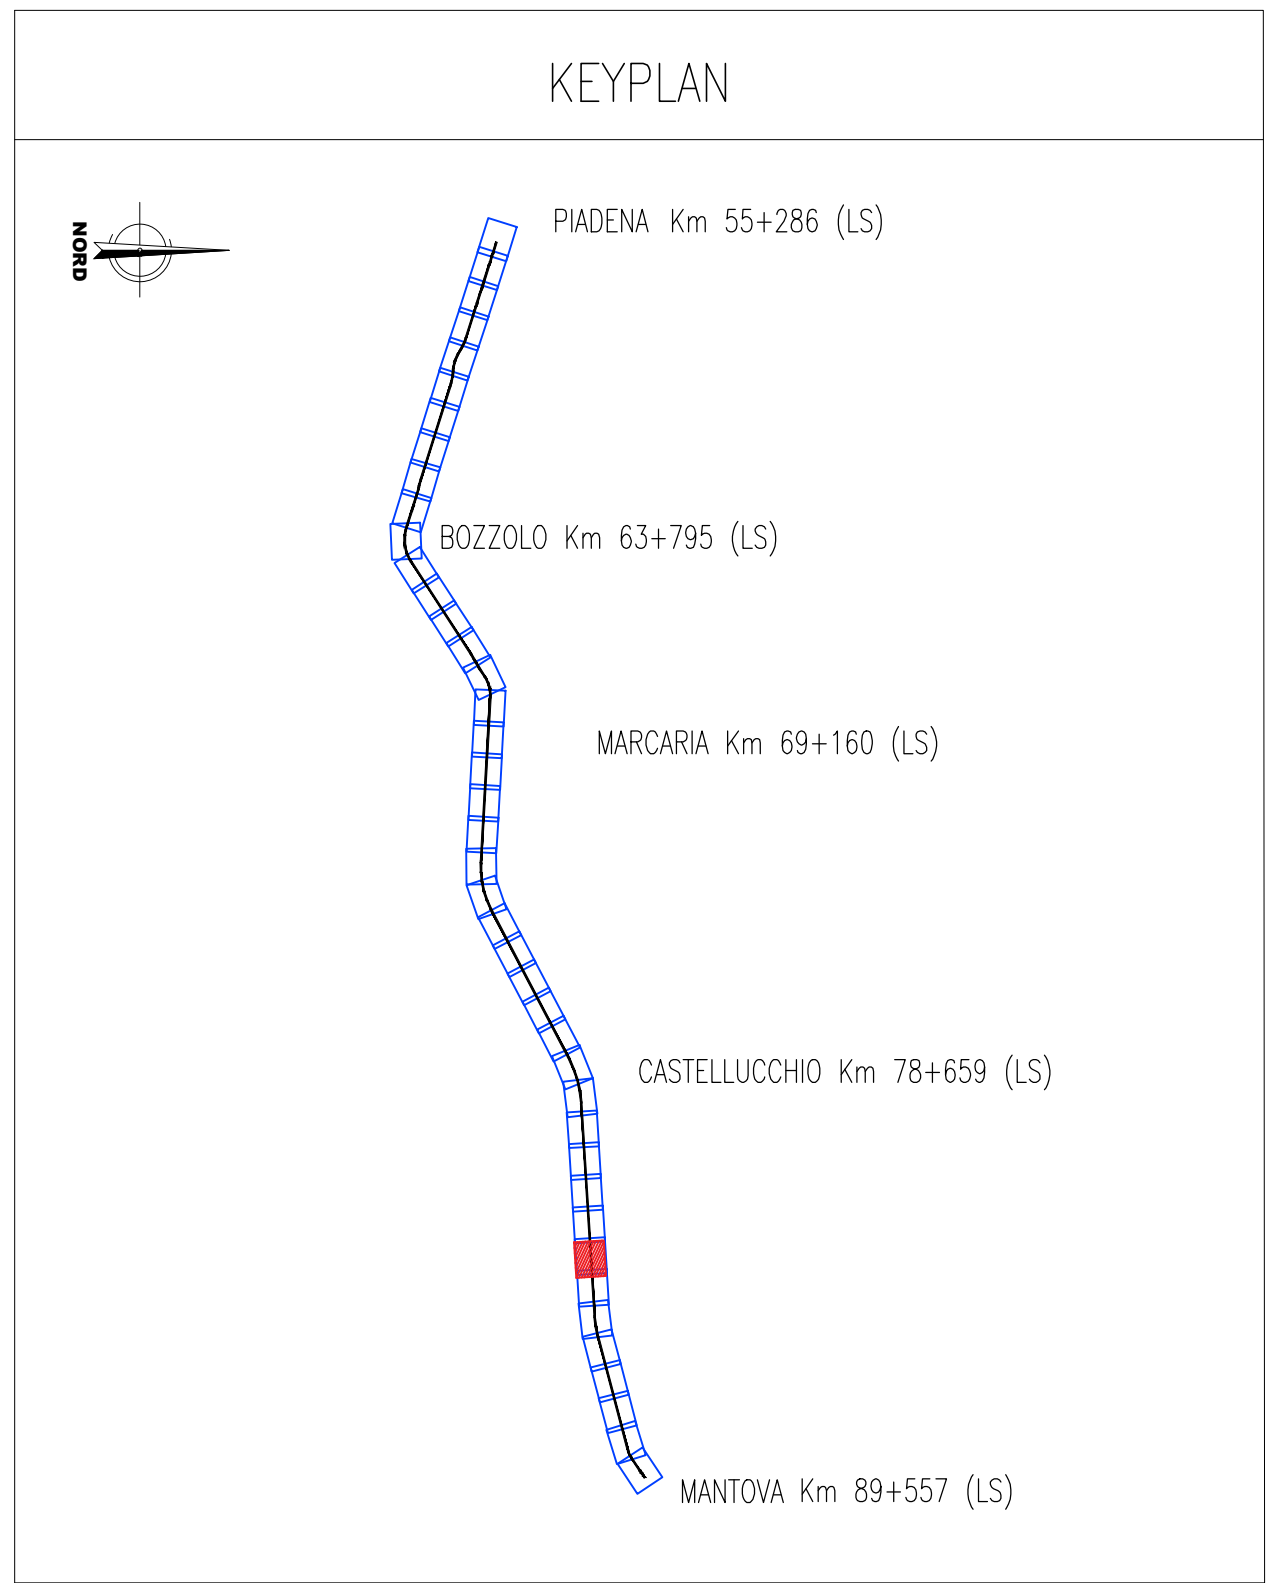 KEYPLAN
NORD
PIADENA Km 55+286 (LS)
BOZZOLO Km 63+795 (LS)
MARCARIA Km 69+160 (LS)
CASTELLUCCHIO Km 78+659 (LS)
MANTOVA Km 89+557 (LS)